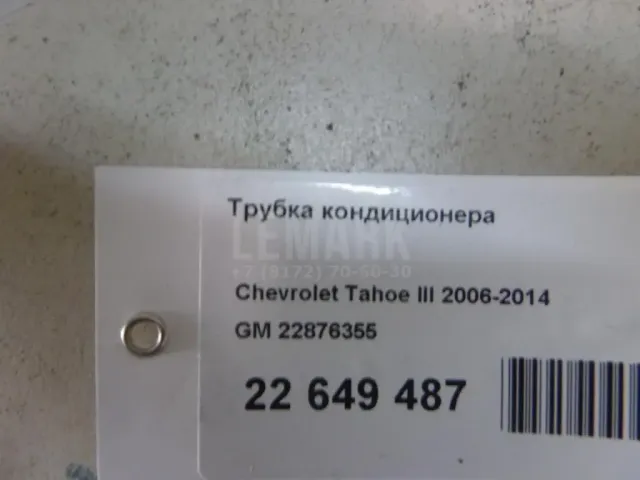 Трубка кондиционера
LEMARK
+7 (8172) 70-50-30
Chevrolet Tahoe III 2006-2014
GM 22876355
22 649 487